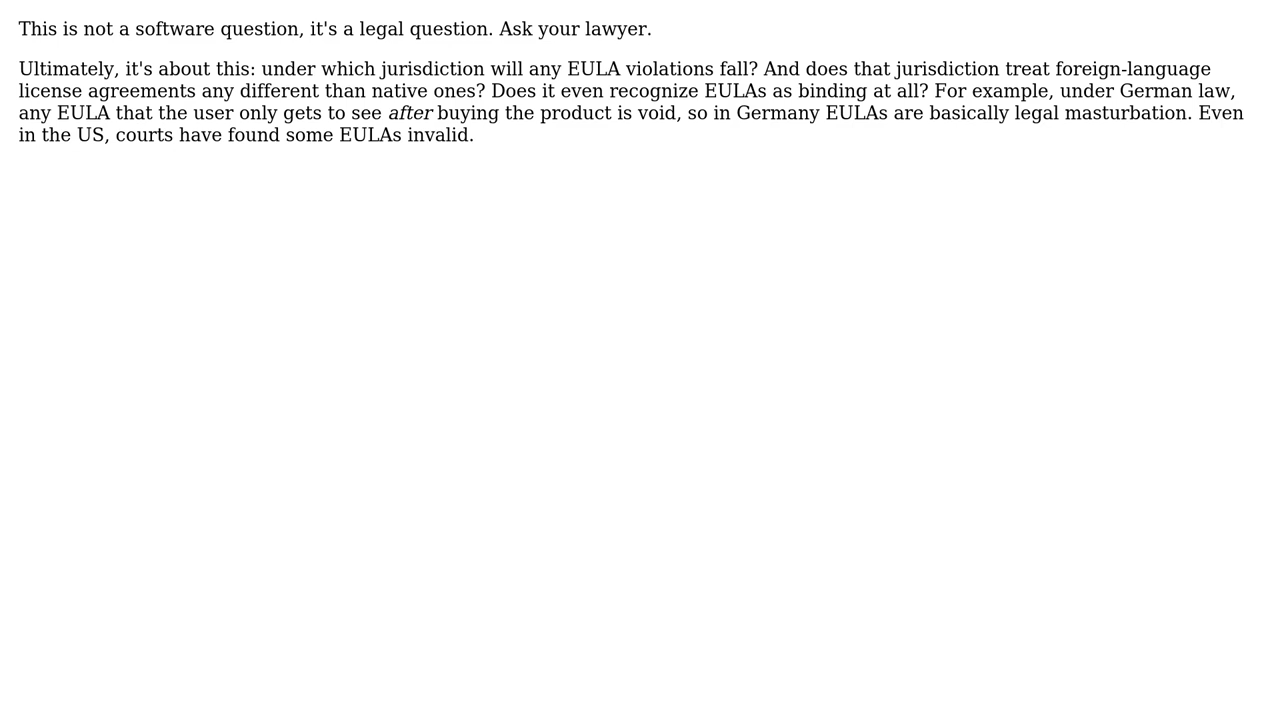 This is not a software question, it's a legal question. Ask your lawyer.
Ultimately, it's about this: under which jurisdiction will any EULA violations fall? And does that jurisdiction treat foreign-language
license agreements any different than native ones? Does it even recognize EULAs as binding at all? For example, under German law,
any EULA that the user only gets to see after buying the product is void, so in Germany EULAs are basically legal masturbation. Even
in the US, courts have found some EULAs invalid.